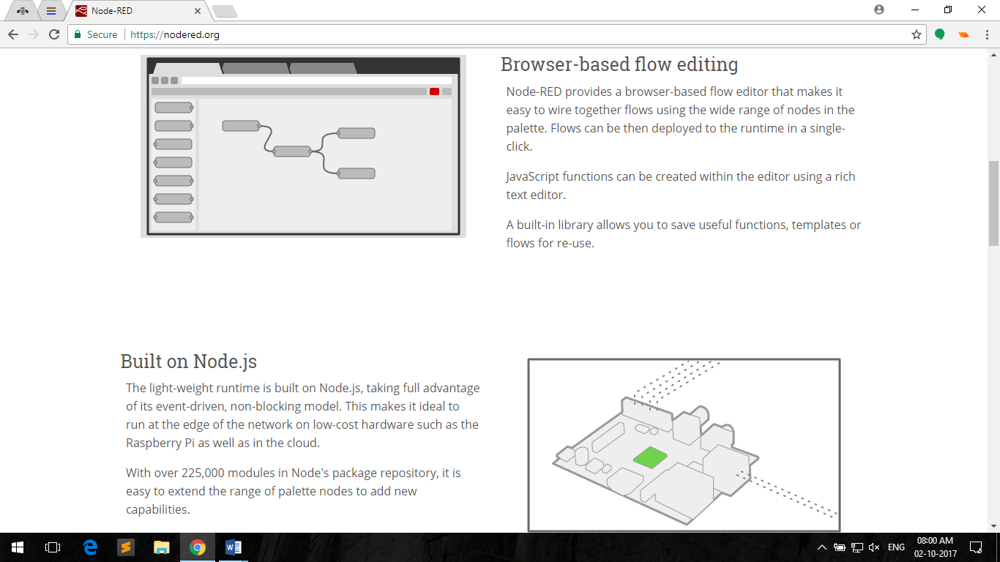 Node-RED
Secure https://nodered.org
Browser-based flow editing
Node-RED provides a browser-based flow editor that makes it
easy to wire together flows using the wide range of nodes in the
palette. Flows can be then deployed to the runtime in a single-
click.
JavaScript functions can be created within the editor using a rich
text editor.
A built-in library allows you to save useful functions, templates or
flows for re-use.
Built on Node.js
The light-weight runtime is built on Node.js, taking full advantage
of its event-driven, non-blocking model. This makes it ideal to
run at the edge of the network on low-cost hardware such as the
Raspberry Pi as well as in the cloud.
With over 225,000 modules in Node's package repository, it is
easy to extend the range of palette nodes to add new
capabilities.
ENG
08:00 AM
02-10-2017